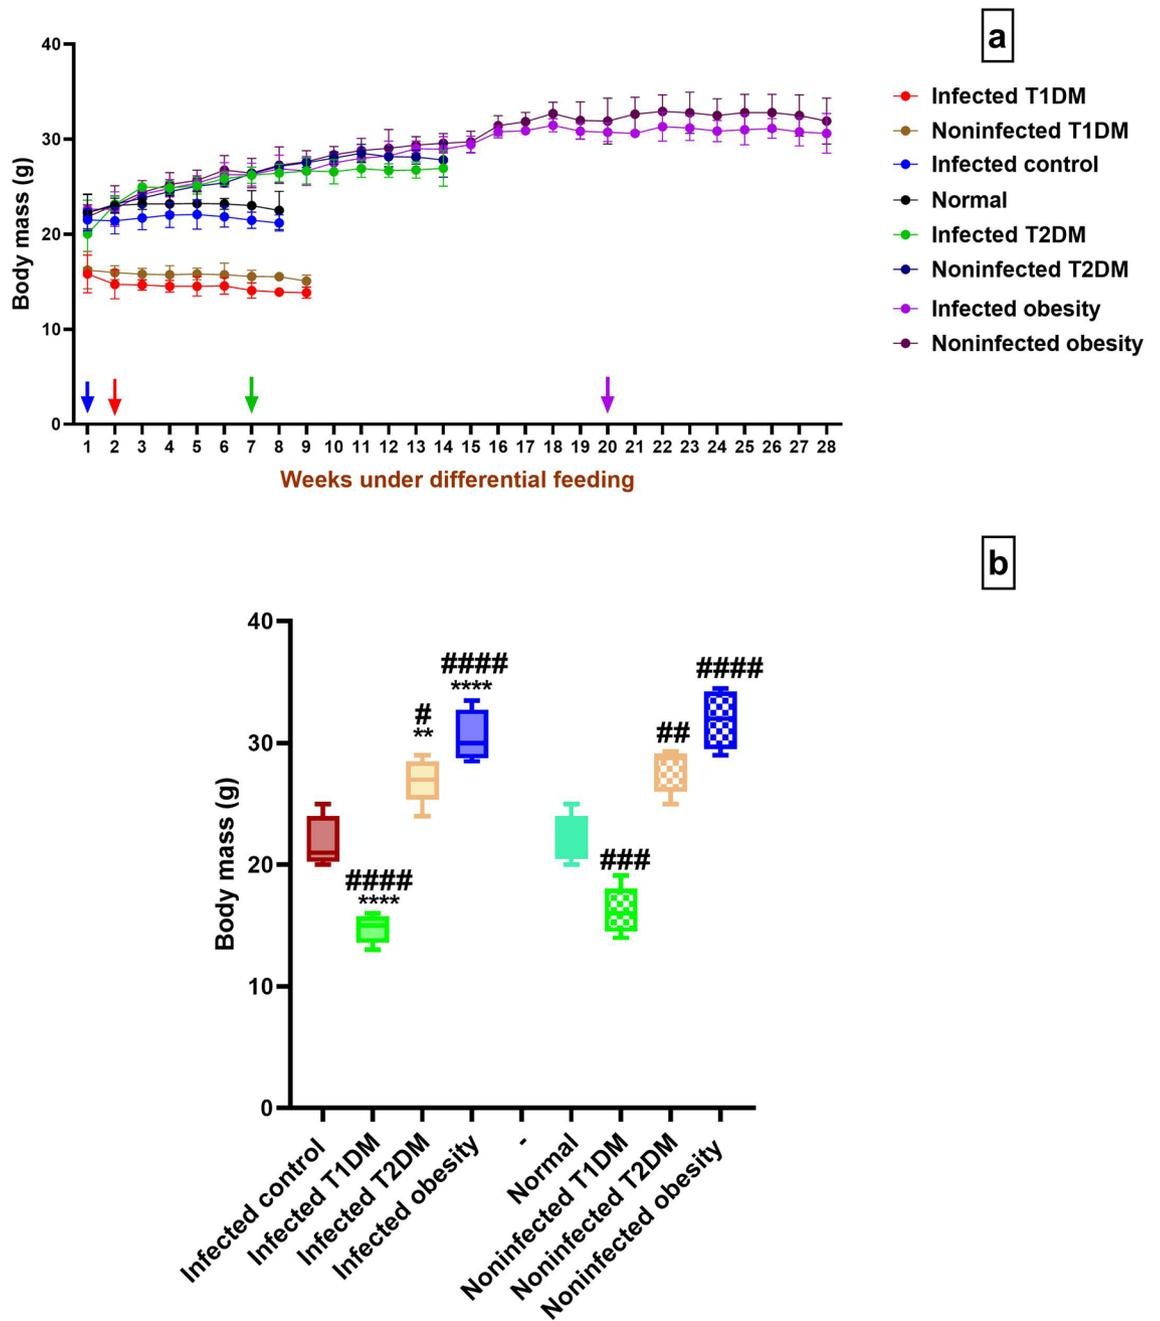 a
40
30
20
10
0
Body mass (g)
1 2 3 4 5 6 7 8 9 10 11 12 13 14 15 16 17 18 19 20 21 22 23 24 25 26 27 28
Weeks under differential feeding
Infected T1DM
Noninfected T1DM
Infected control
Normal
Infected T2DM
Noninfected T2DM
Infected obesity
Noninfected obesity
b
40
30
20
10
0
Body mass (g)
####
****
#
**
####
****
###
##
####
Infected control
Infected T1DM
Infected T2DM
Infected obesity
-
Normal
Noninfected T1DM
Noninfected T2DM
Noninfected obesity